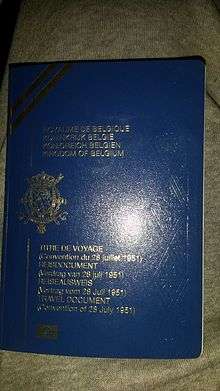 ROYAUME DE BELGIQUE
KONINKRIJK BELGIË
KÖNIGREICH BELGIEN
KINGDOM OF BELGIUM
TITRE DE VOYAGE
(Convention du 28 juillet 1951)
REISDOCUMENT
(Verdrag van 28 juli 1951)
REISEAUSWEIS
(Vertrag vom 28 Juli 1951)
TRAVEL DOCUMENT
(Convention of 28 July 1951)